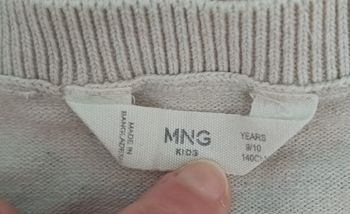 MADE IN
BANGLADESH
MNG
KIDS
YEARS
9/10
140CM